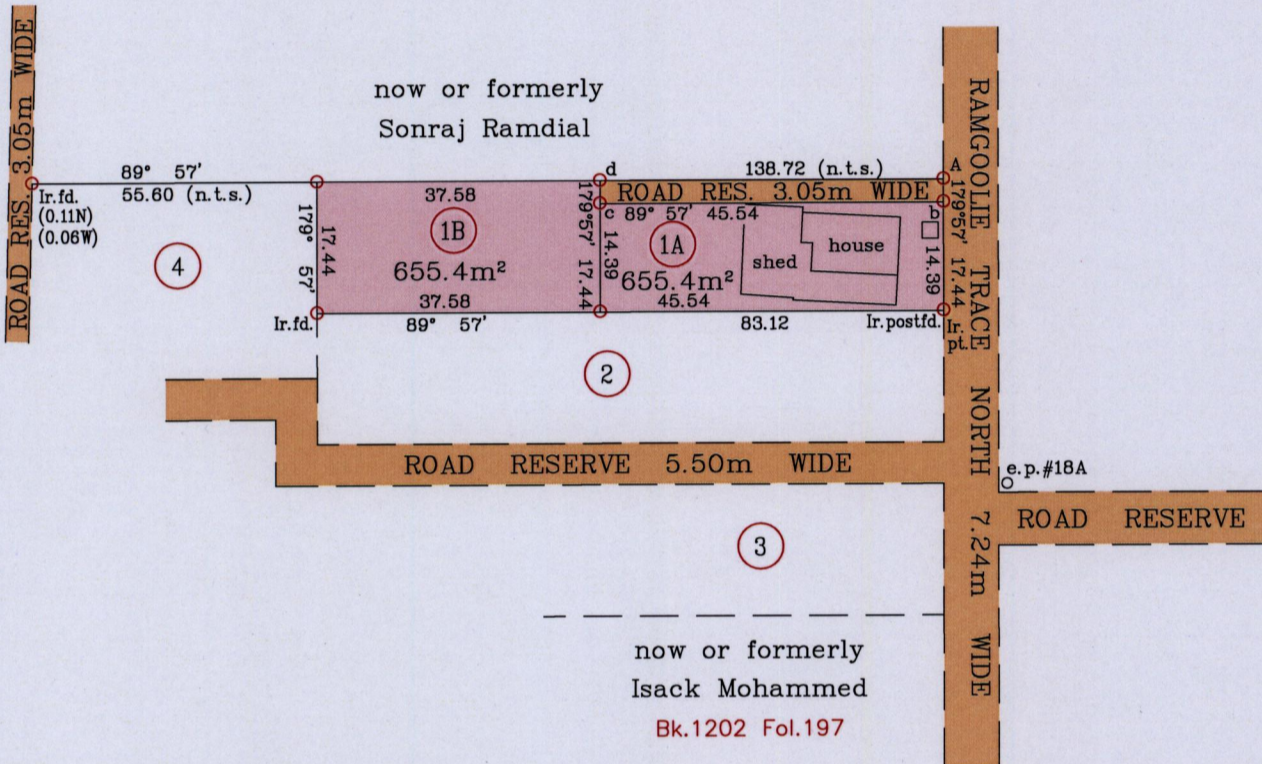 ROAD RES. 3.05m WIDE
now or formerly
Sonraj Ramdial
89° 57'
55.60 (n.t.s.)
Ir.fd.
(0.11N)
(0.06W)
4
179° 57'
17.44
37.58
1B
655.4m²
37.58
89° 57'
Ir.fd.
d
138.72 (n.t.s.)
A
ROAD RES. 3.05m WIDE
179°57' 17.44
c
89° 57' 45.54
b
14.39
1A
655.4m²
45.54
shed
house
14.39
179°57' 17.44
83.12
Ir.postfd.
Ir.
pt.
RAMGOOLIE TRACE NORTH 7.24m WIDE
2
ROAD RESERVE 5.50m WIDE
e.p.#18A
ROAD RESERVE
3
now or formerly
Isack Mohammed
Bk.1202 Fol.197